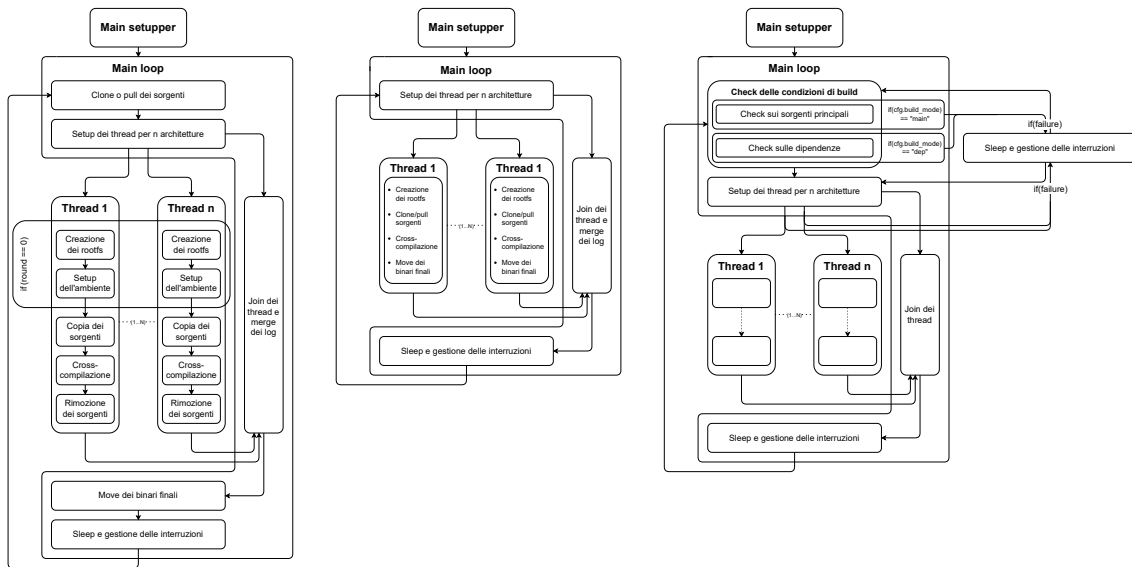 Main setupper
Main loop
Clone o pull dei sorgenti
Setup dei thread per n architetture
Thread 1
Thread n
if (round == 0)
Creazione
dei rootfs
Setup
dell'ambiente
Copia dei
sorgenti
Cross-
compilazione
Rimozione
dei sorgenti
(1...N)
Creazione
dei rootfs
Setup
dell'ambiente
Copia dei
sorgenti
Cross-
compilazione
Rimozione
dei sorgenti
Join dei
thread e
merge
dei log
Move dei binari finali
Sleep e gestione delle interruzioni
Main setupper
Main loop
Setup dei thread per n architetture
Thread 1
Thread 1
• Creazione
dei rootfs
• Clone/pull
sorgenti
• Cross-
compilazione
• Move dei
binari finali
(1...N)
• Creazione
dei rootfs
• Clone/pull
sorgenti
• Cross-
compilazione
• Move dei
binari finali
Join dei
thread e
merge
dei log
Sleep e gestione delle interruzioni
Main setupper
Main loop
Check delle condizioni di build
Check sui sorgenti principali
if(cfg.build_mode)
== "main"
Check sulle dipendenze
if(cfg.build_mode)
== "dep"
if(failure)
Sleep e gestione delle interruzioni
if(failure)
Setup dei thread per n architetture
Thread 1
Thread n
(1...N)
Join dei
thread
Sleep e gestione delle interruzioni